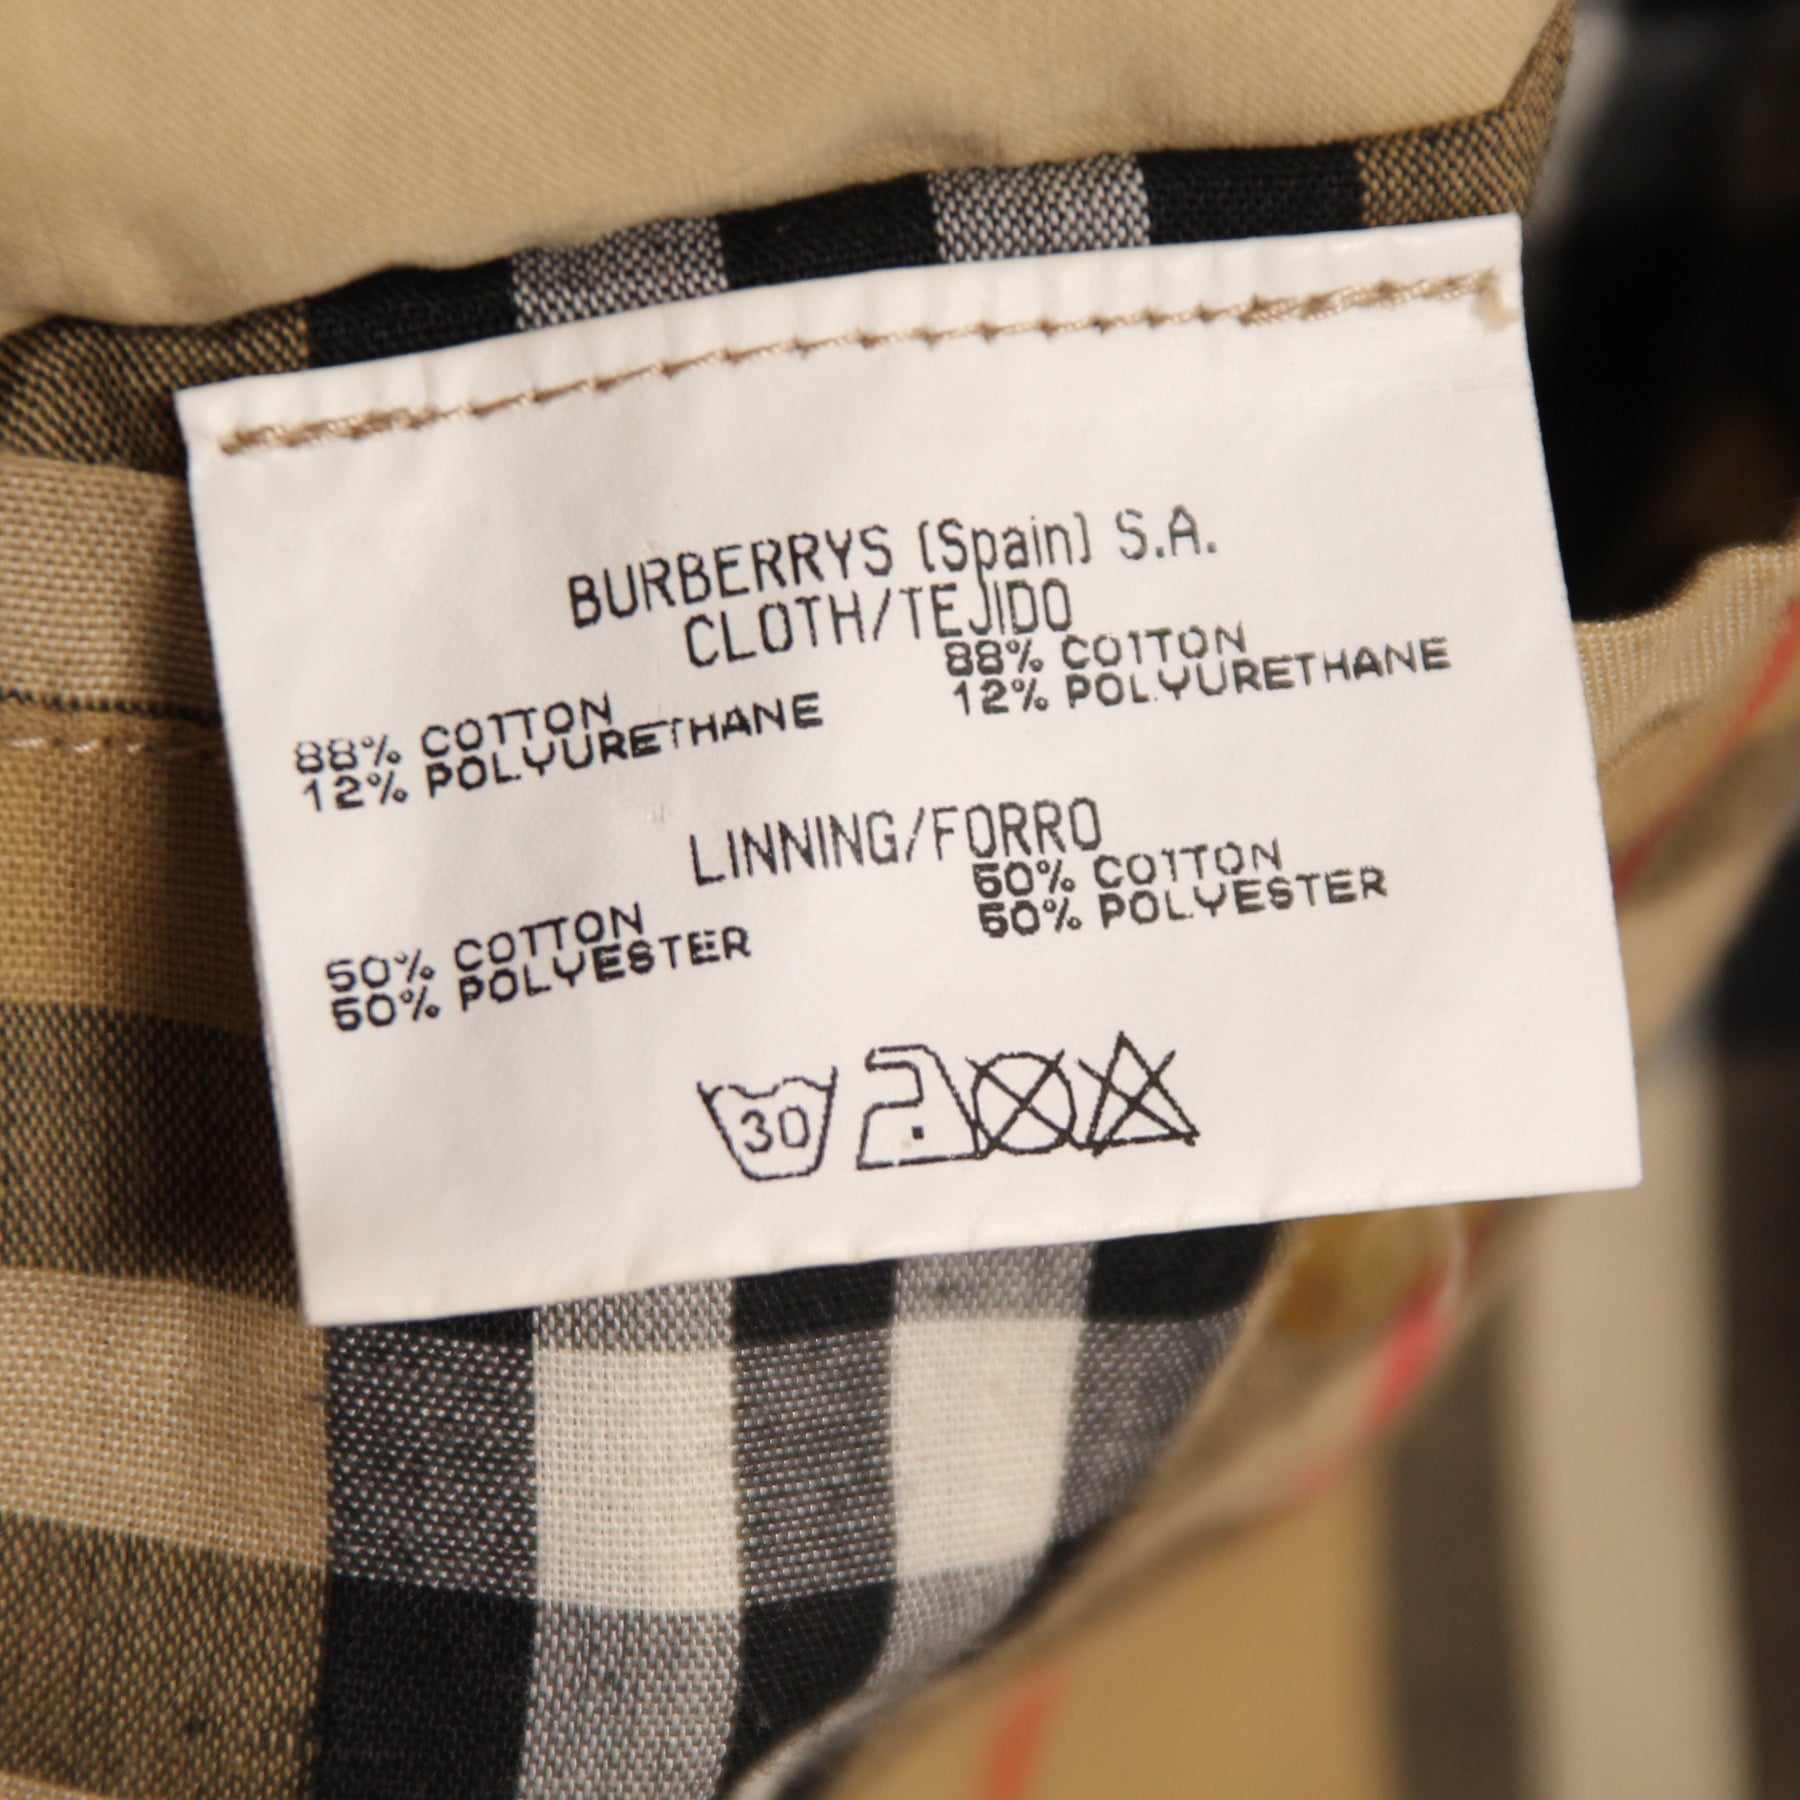 BURBERRYS (Spain) S.A.
CLOTH/TEJIDO
88% COTTON
12% POLYURETHANE
88% COTTON
12% POLYURETHANE
LINNING/FORRO
50% COTTON
50% POLYESTER
50% COTTON
50% POLYESTER
30